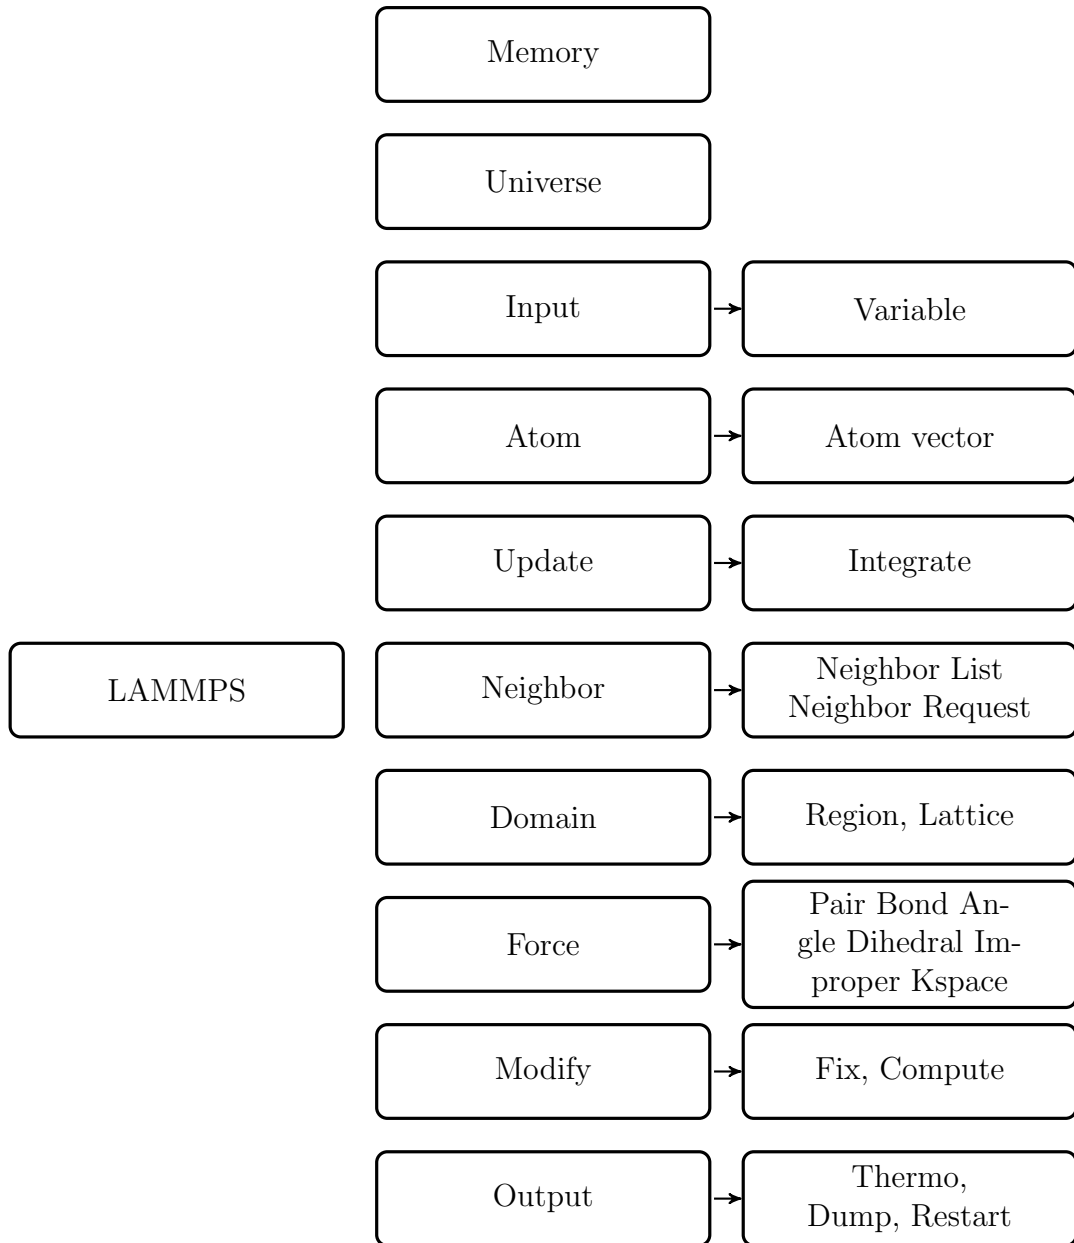 Memory
Universe
Input
Variable
Atom
Atom vector
Update
Integrate
LAMMPS
Neighbor
Neighbor List
Neighbor Request
Domain
Region, Lattice
Force
Pair Bond An-
gle Dihedral Im-
proper Kspace
Modify
Fix, Compute
Output
Thermo,
Dump, Restart